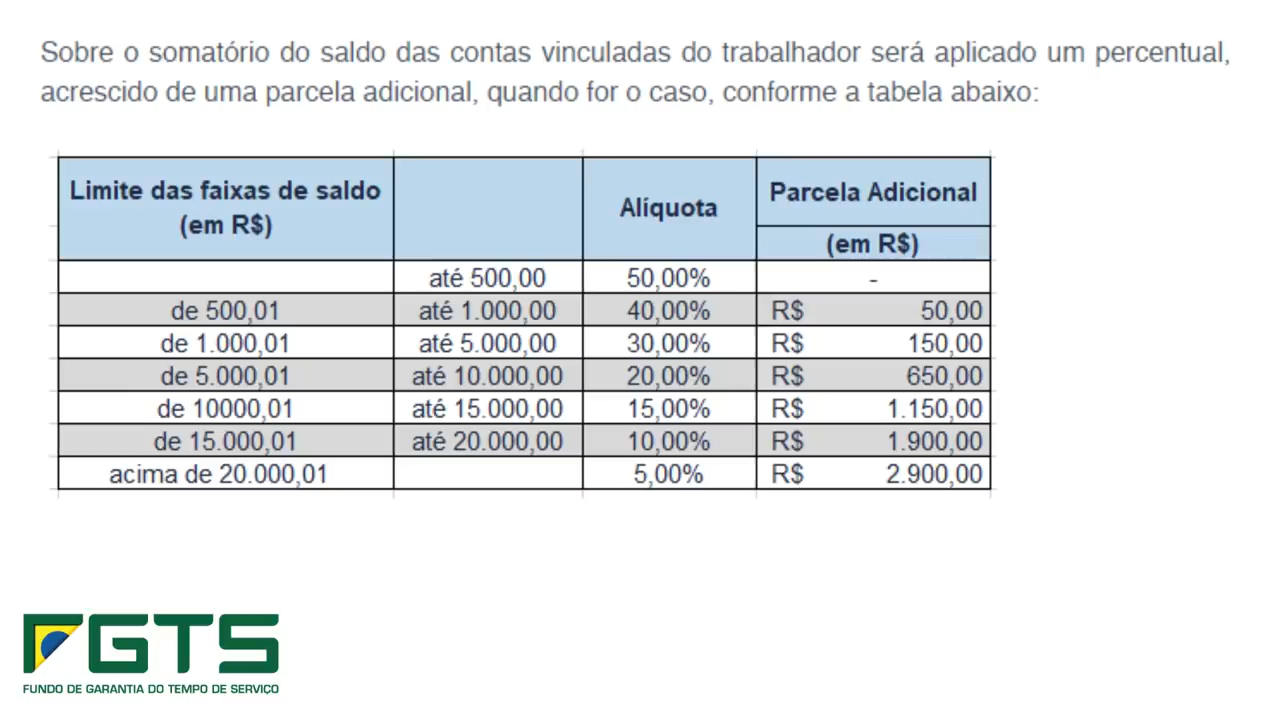 Sobre o somatório do saldo das contas vinculadas do trabalhador será aplicado um percentual,
acrescido de uma parcela adicional, quando for o caso, conforme a tabela abaixo:
Limite das faixas de saldo
(em R$)
Alíquota
Parcela Adicional
(em R$)
até 500,00 50,00% -
de 500,01 até 1.000,00 40,00% R$ 50,00
de 1.000,01 até 5.000,00 30,00% R$ 150,00
de 5.000,01 até 10.000,00 20,00% R$ 650,00
de 10000,01 até 15.000,00 15,00% R$ 1.150,00
de 15.000,01 até 20.000,00 10,00% R$ 1.900,00
acima de 20.000,01 5,00% R$ 2.900,00
FGTS
FUNDO DE GARANTIA DO TEMPO DE SERVIÇO